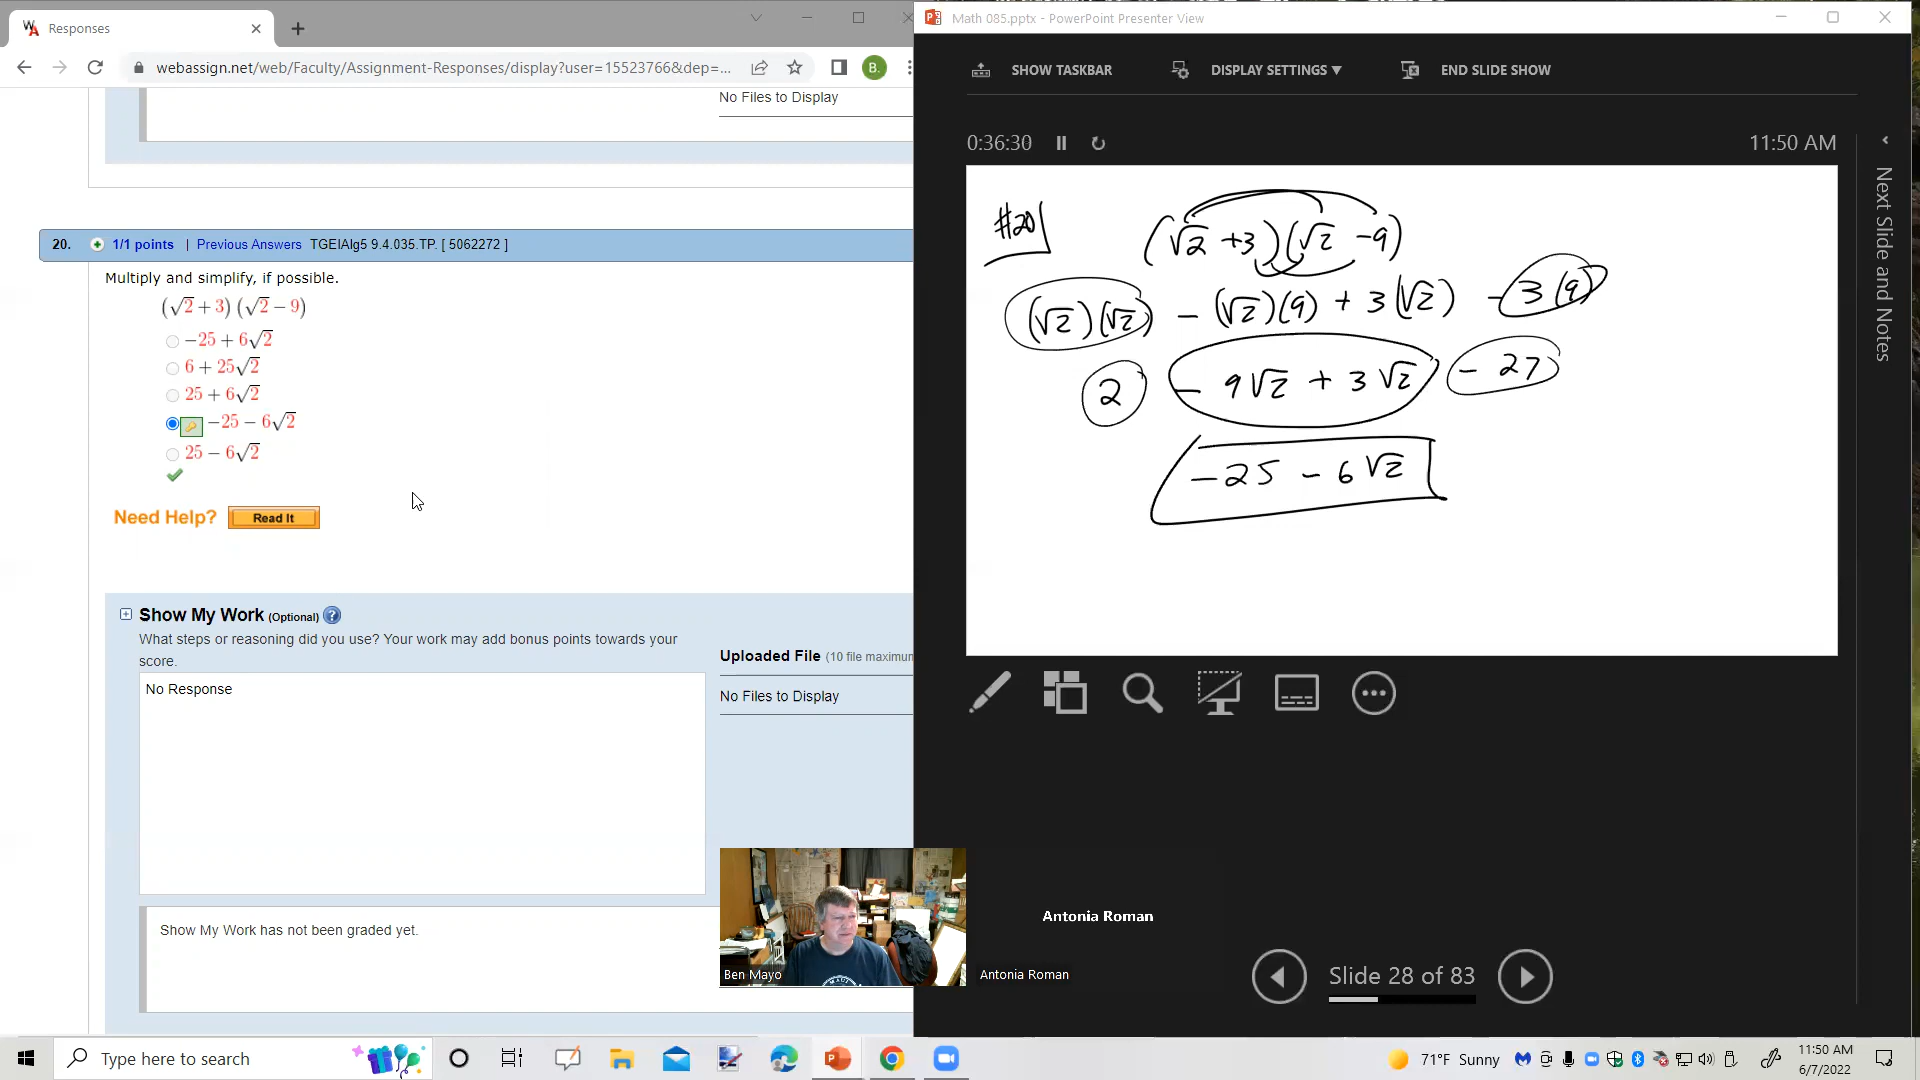 Responses
Math 085.pptx - PowerPoint Presenter View
webassign.net/web/Faculty/Assignment-Responses/display?user=15523766&dep=...
B.
SHOW TASKBAR
DISPLAY SETTINGS ▼
END SLIDE SHOW
No Files to Display
0:36:30
11:50 AM
Next Slide and Notes
20. 1/1 points | Previous Answers TGEIAlg5 9.4.035.TP. [ 5062272 ]
Multiply and simplify, if possible.
(√2 + 3) (√2 − 9)
−25 + 6√2
6 + 25√2
25 + 6√2
−25 − 6√2
25 − 6√2
Need Help? Read It
#20
(√2 +3)(√2 -9)
(√2)(√2) - (√2)(9) + 3(√2) - 3(9)
2 - 9√2 + 3√2 - 27
-25 - 6√2
Show My Work (Optional) ?
What steps or reasoning did you use? Your work may add bonus points towards your
score.
Uploaded File (10 file maximum
No Response
No Files to Display
Show My Work has not been graded yet.
Ben Mayo
Antonia Roman
Antonia Roman
Slide 28 of 83
Type here to search
71°F Sunny
11:50 AM
6/7/2022